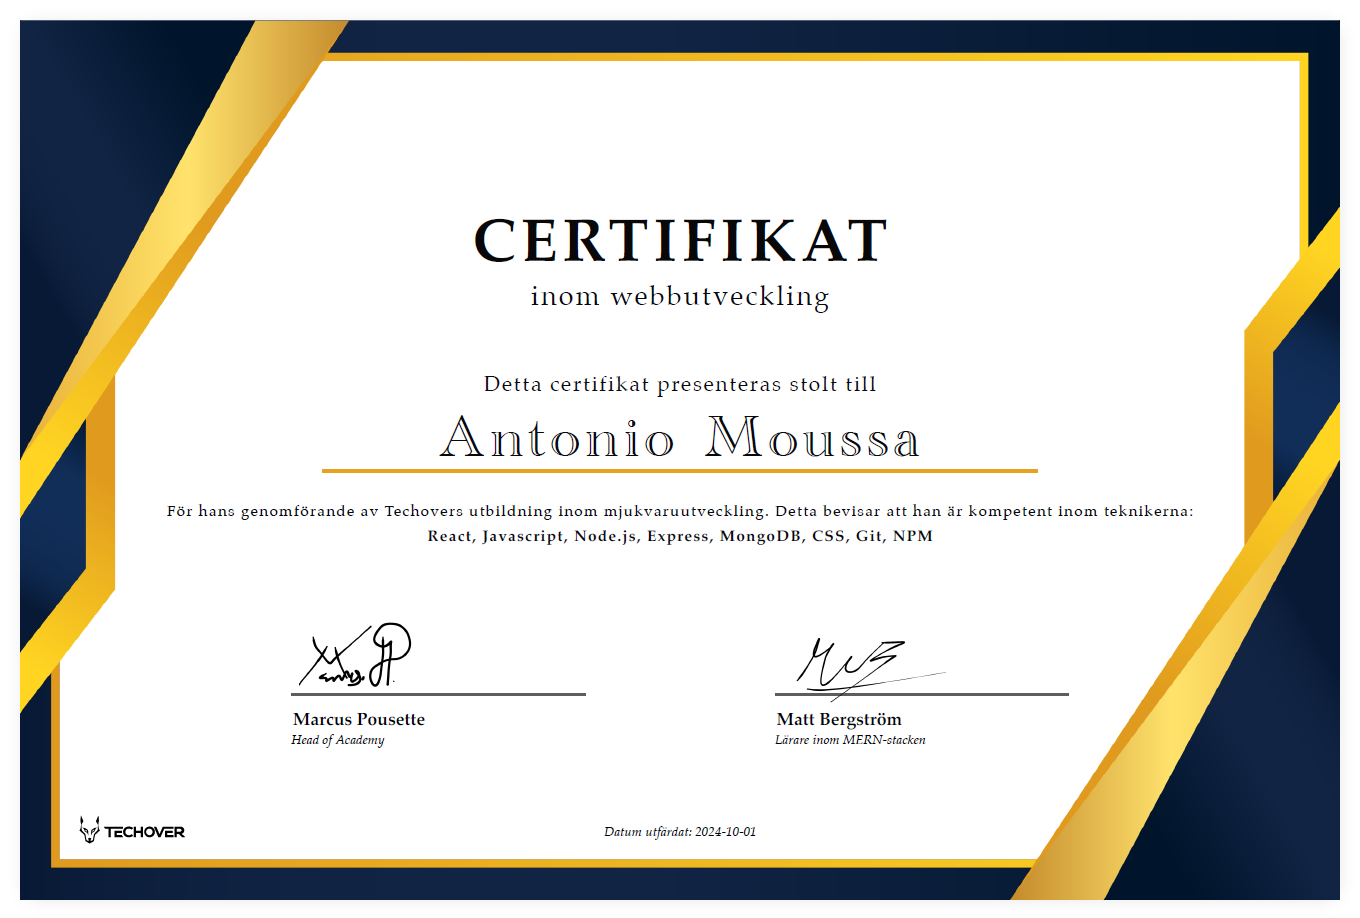 CERTIFIKAT
inom webbutveckling
Detta certifikat presenteras stolt till
Antonio Moussa
För hans genomförande av Techovers utbildning inom mjukvaruutveckling. Detta bevisar att han är kompetent inom teknikerna:
React, Javascript, Node.js, Express, MongoDB, CSS, Git, NPM
Marcus Pousette
Head of Academy
Matt Bergström
Lärare inom MERN-stacken
TECHOVER
Datum utfärdat: 2024-10-01